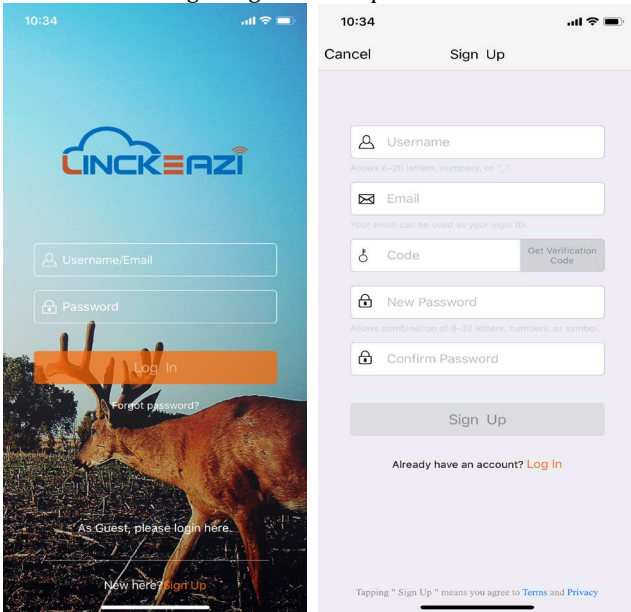 10:34
LINCKEAZI
Username/Email
Password
Log In
Forgot password?
As Guest, please login here.
New here?Sign Up
10:34
Cancel
Sign Up
Username
Allows 6-20 letters, numbers, or "_".
Email
Your email can be used as your login ID.
Code
Get Verification
Code
New Password
Allows combination of 8-32 letters, numbers, or symbol.
Confirm Password
Sign Up
Already have an account? Log In
Tapping " Sign Up " means you agree to Terms and Privacy